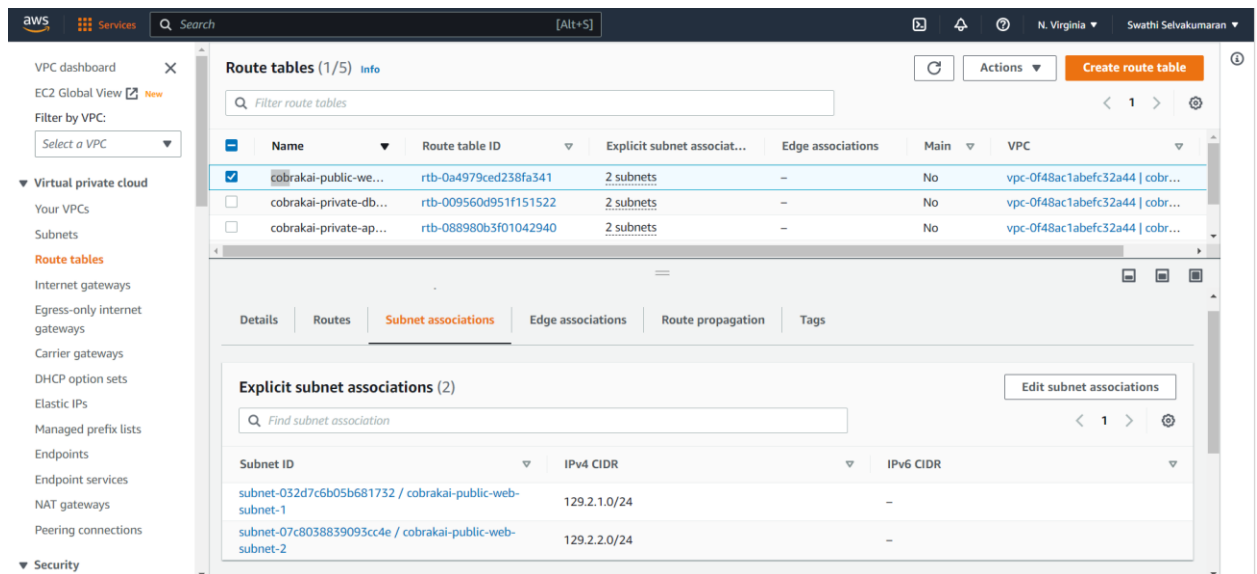 aws
Services
Search
[Alt+S]
N. Virginia ▼
Swathi Selvakumaran ▼
VPC dashboard
EC2 Global View New
Filter by VPC:
Select a VPC
Virtual private cloud
Your VPCs
Subnets
Route tables
Internet gateways
Egress-only internet
gateways
Carrier gateways
DHCP option sets
Elastic IPs
Managed prefix lists
Endpoints
Endpoint services
NAT gateways
Peering connections
Security
Route tables (1/5) Info
Actions ▼
Create route table
Filter route tables
1
Name Route table ID Explicit subnet associat... Edge associations Main VPC
cobrakai-public-we... rtb-0a4979ced238fa341 2 subnets – No vpc-0f48ac1abefc32a44 | cobr...
cobrakai-private-db... rtb-009560d951f151522 2 subnets – No vpc-0f48ac1abefc32a44 | cobr...
cobrakai-private-ap... rtb-088980b3f01042940 2 subnets – No vpc-0f48ac1abefc32a44 | cobr...
Details Routes Subnet associations Edge associations Route propagation Tags
Explicit subnet associations (2)
Edit subnet associations
Find subnet association
1
Subnet ID IPv4 CIDR IPv6 CIDR
subnet-032d7c6b05b681732 / cobrakai-public-web-
subnet-1
129.2.1.0/24 –
subnet-07c8038839093cc4e / cobrakai-public-web-
subnet-2
129.2.2.0/24 –